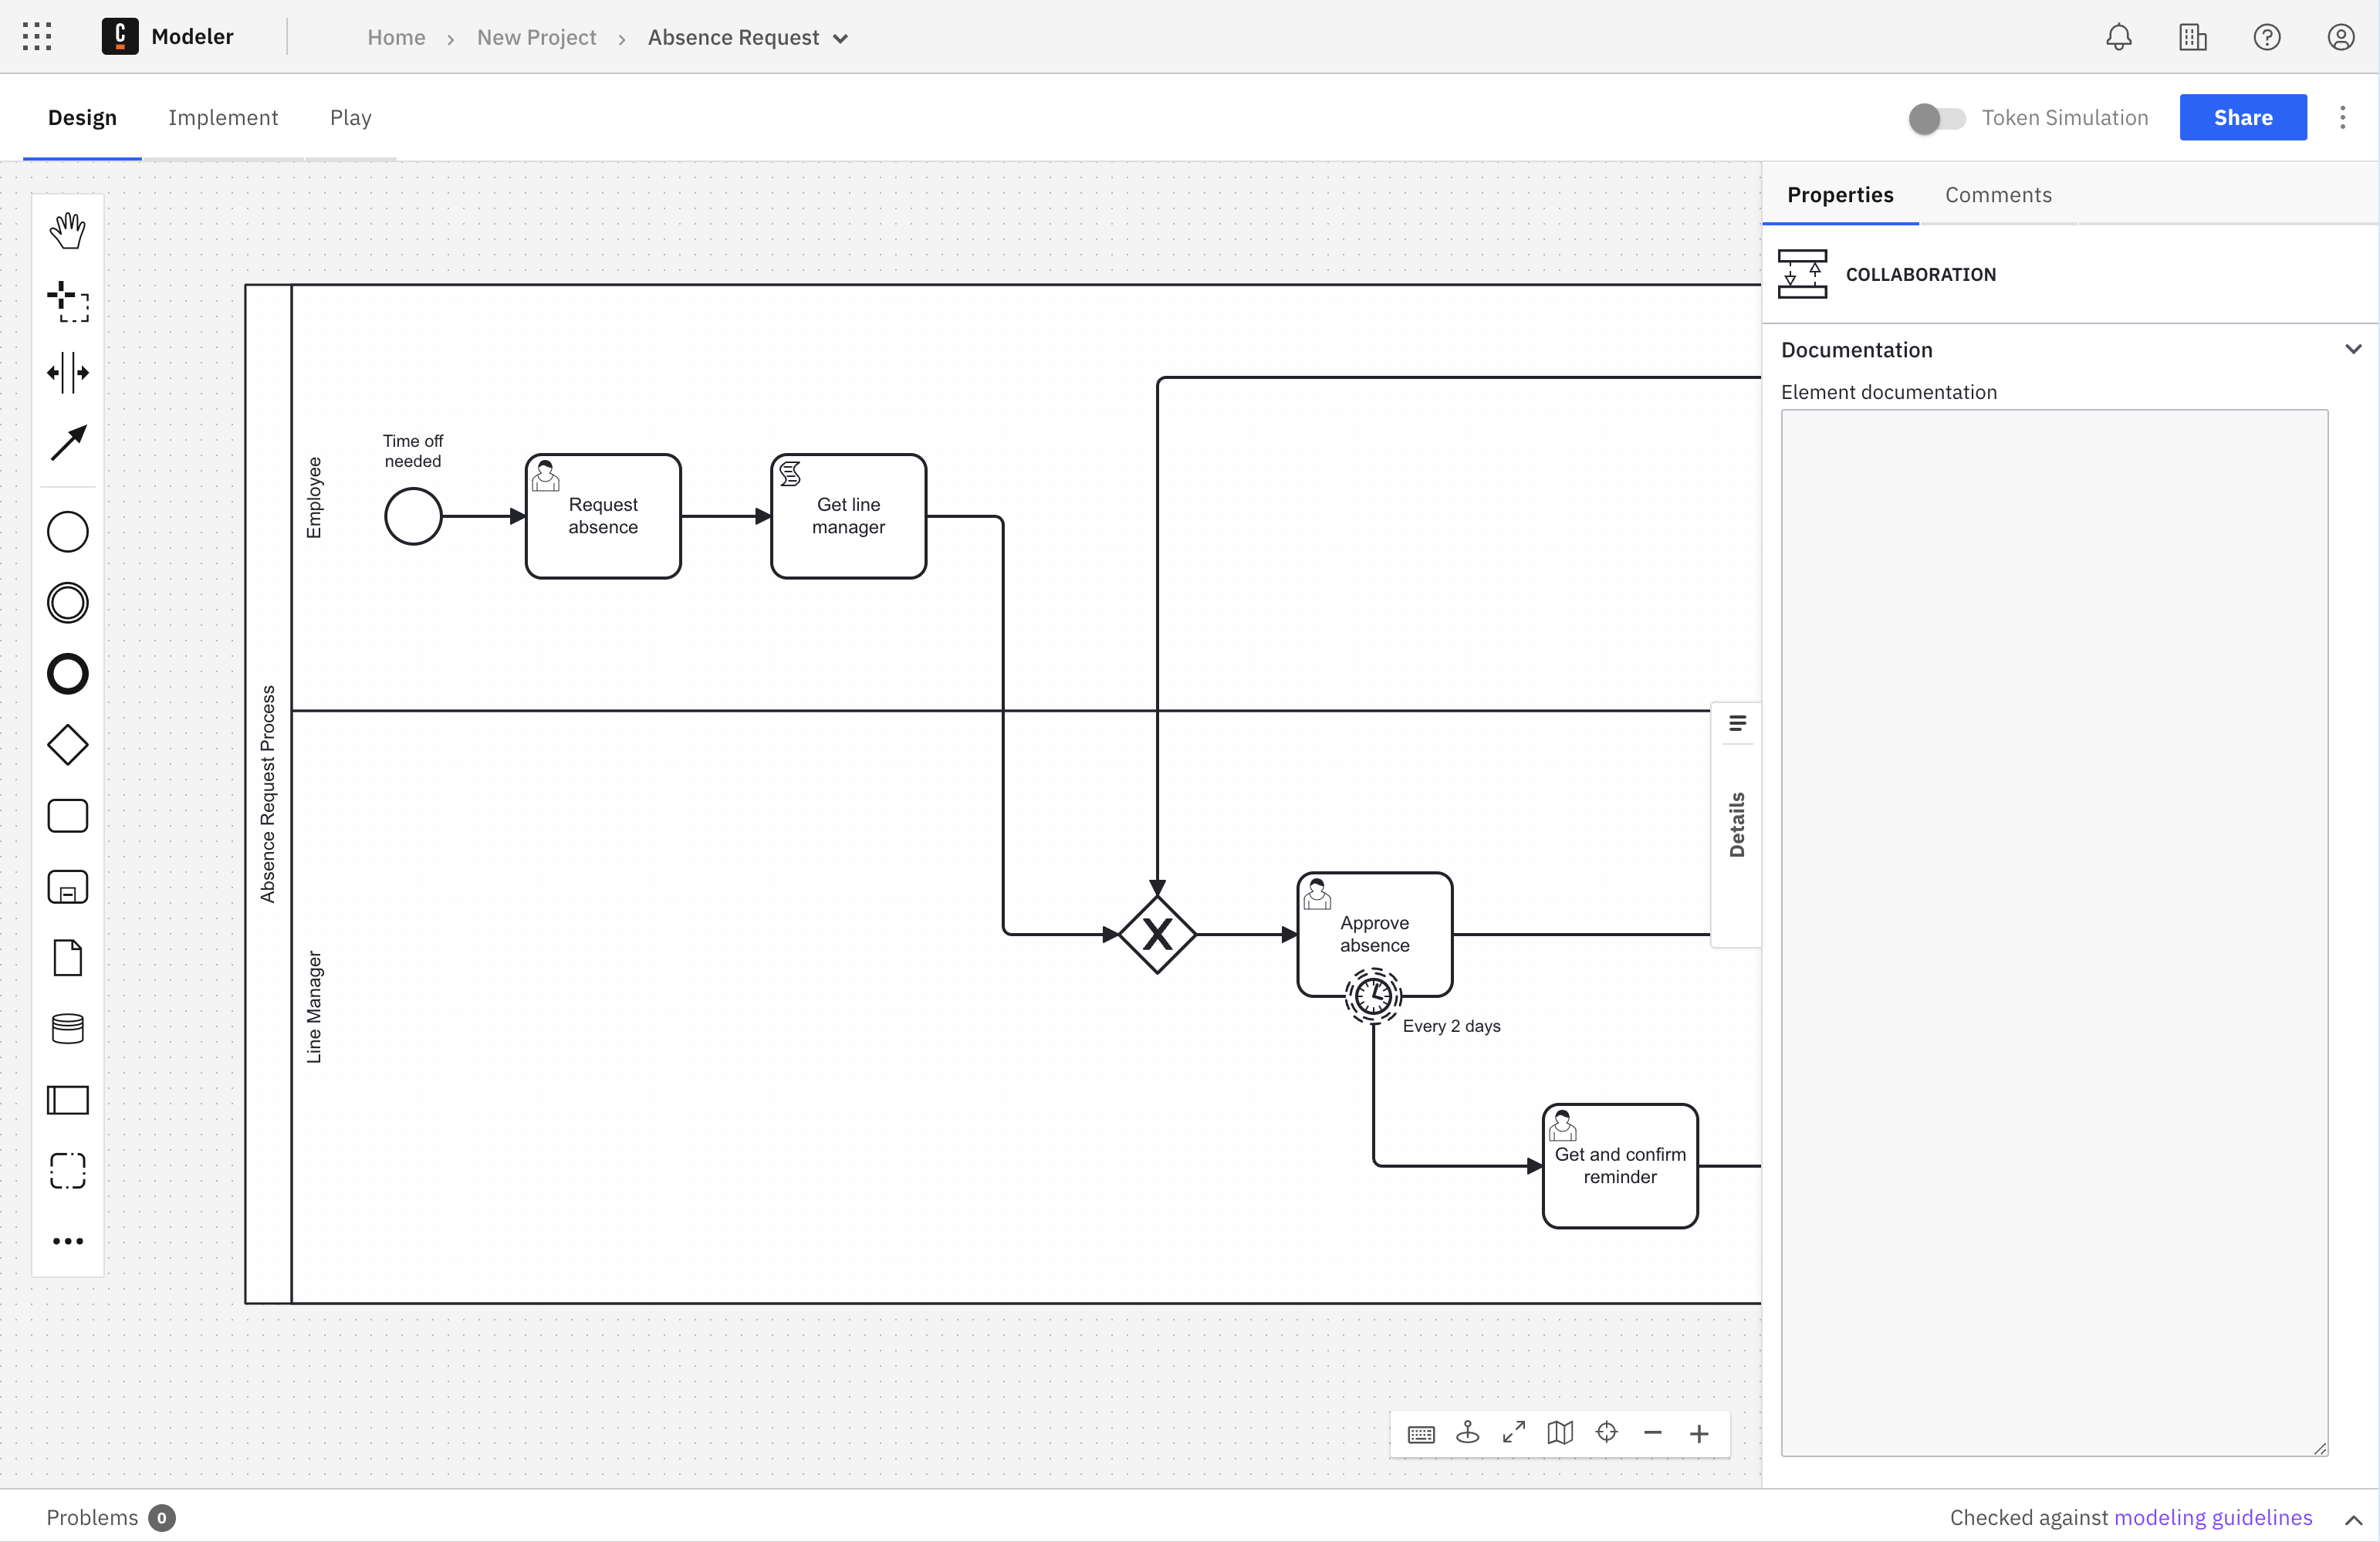 Modeler
Home
New Project
Absence Request
Design
Implement
Play
Token Simulation
Share
Properties
Comments
COLLABORATION
Documentation
Element documentation
Absence Request Process
Employee
Time off
needed
Request
absence
Get line
manager
Line Manager
X
Approve
absence
Every 2 days
Get and confirm
reminder
Details
Problems 0
Checked against modeling guidelines